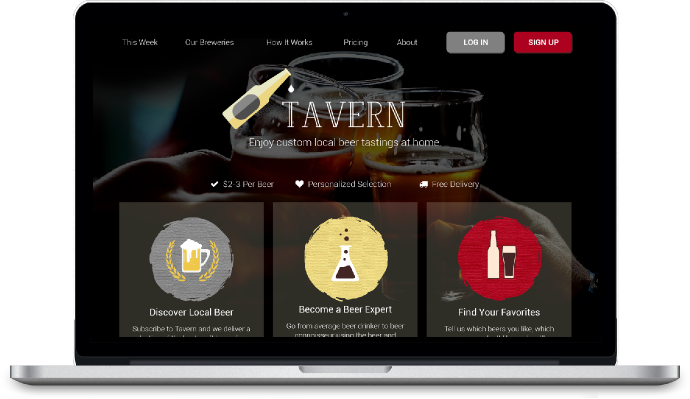 This Week Our Breweries How It Works Pricing About LOG IN SIGN UP
TAVERN
Enjoy custom local beer tastings at home
$2-3 Per Beer Personalized Selection Free Delivery
Discover Local Beer Become a Beer Expert Find Your Favorites
Subscribe to Tavern and we deliver a
Go from average beer drinker to beer
connoisseur using the beer and
Tell us which beers you like, which